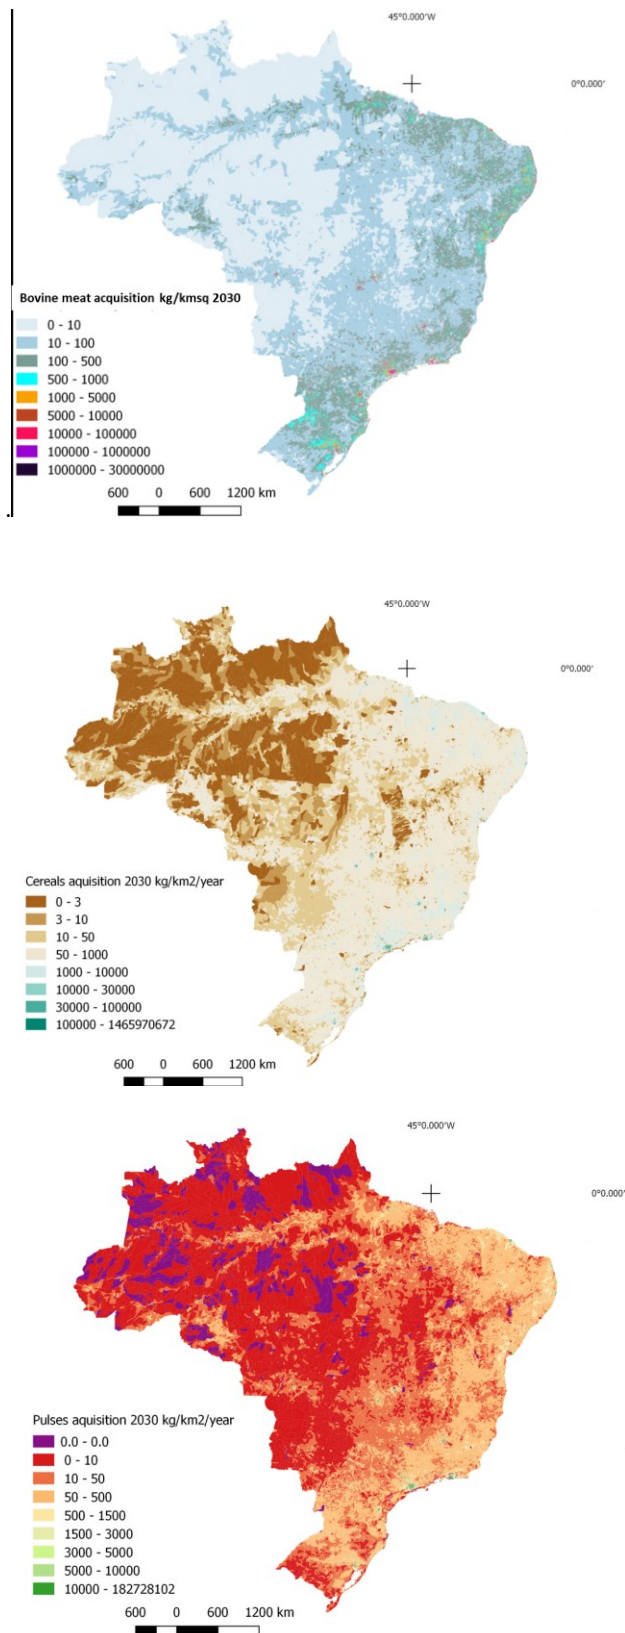 45°0.000'W
0°0.000'
Bovine meat acquisition kg/kmsq 2030
0 - 10
10 - 100
100 - 500
500 - 1000
1000 - 5000
5000 - 10000
10000 - 100000
100000 - 1000000
1000000 - 30000000
600 0 600 1200 km
45°0.000'W
0°0.000'
Cereals aquisition 2030 kg/km2/year
0 - 3
3 - 10
10 - 50
50 - 1000
1000 - 10000
10000 - 30000
30000 - 100000
100000 - 1465970672
600 0 600 1200 km
45°0.000'W
0°0.000'
Pulses aquisition 2030 kg/km2/year
0.0 - 0.0
0 - 10
10 - 50
50 - 500
500 - 1500
1500 - 3000
3000 - 5000
5000 - 10000
10000 - 182728102
600 0 600 1200 km